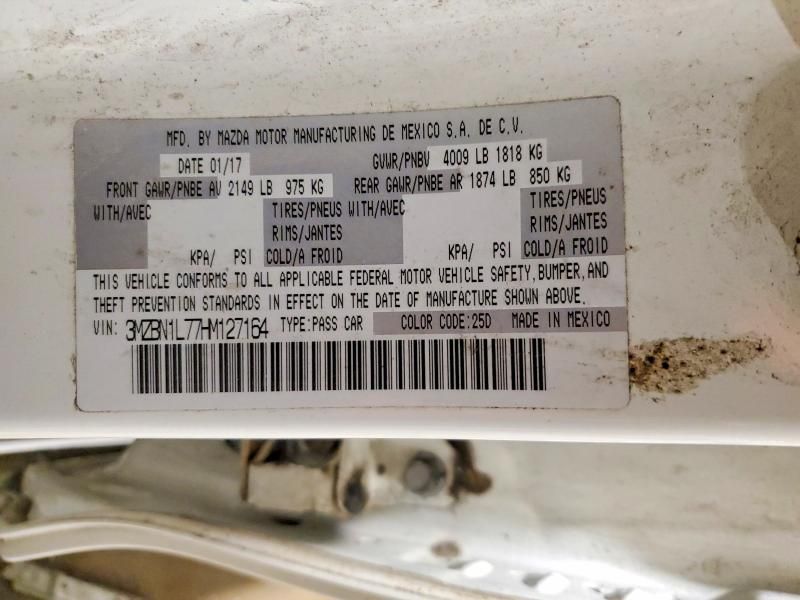 MFD. BY MAZDA MOTOR MANUFACTURING DE MEXICO S.A. DE C.V.
DATE 01/17 GVWR/PNBV 4009 LB 1818 KG
FRONT GAWR/PNBE AV 2149 LB 975 KG REAR GAWR/PNBE AR 1874 LB 850 KG
WITH/AVEC TIRES/PNEUS WITH/AVEC TIRES/PNEUS
RIMS/JANTES RIMS/JANTES
KPA/ PSI COLD/A FROID KPA/ PSI COLD/A FROID
THIS VEHICLE CONFORMS TO ALL APPLICABLE FEDERAL MOTOR VEHICLE SAFETY, BUMPER, AND
THEFT PREVENTION STANDARDS IN EFFECT ON THE DATE OF MANUFACTURE SHOWN ABOVE.
VIN: 3MZBN1L77HM127164 TYPE:PASS CAR COLOR CODE:25D MADE IN MEXICO